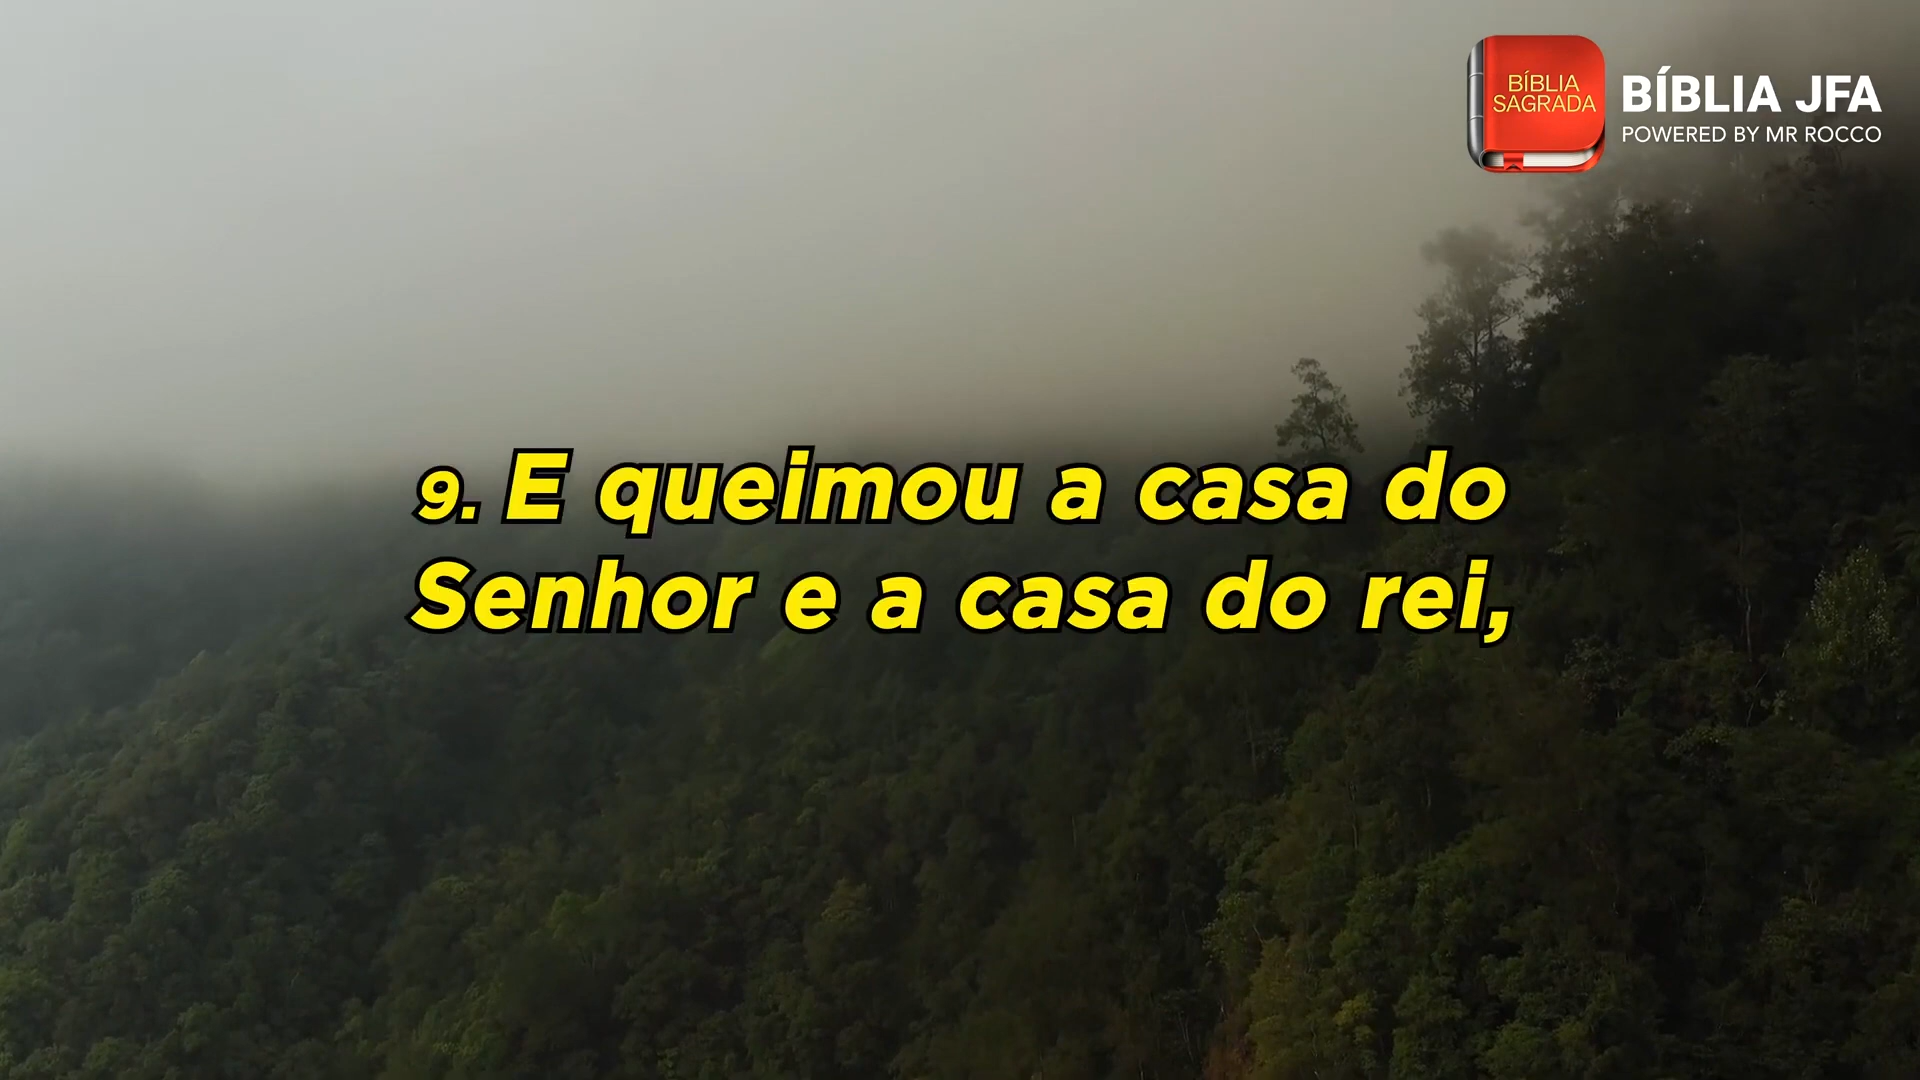 BÍBLIA
SAGRADA
BÍBLIA JFA
POWERED BY MR ROCCO
9. E queimou a casa do
Senhor e a casa do rei,